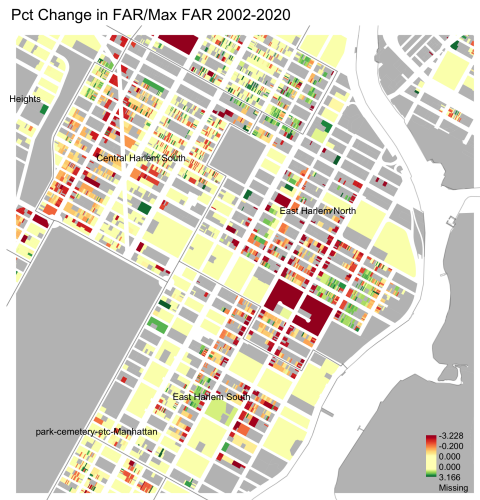 Pct Change in FAR/Max FAR 2002-2020
Heights
Central Harlem South
East Harlem North
East Harlem South
park-cemetery-etc-Manhattan
-3.228
-0.200
0.000
0.000
3.166
Missing